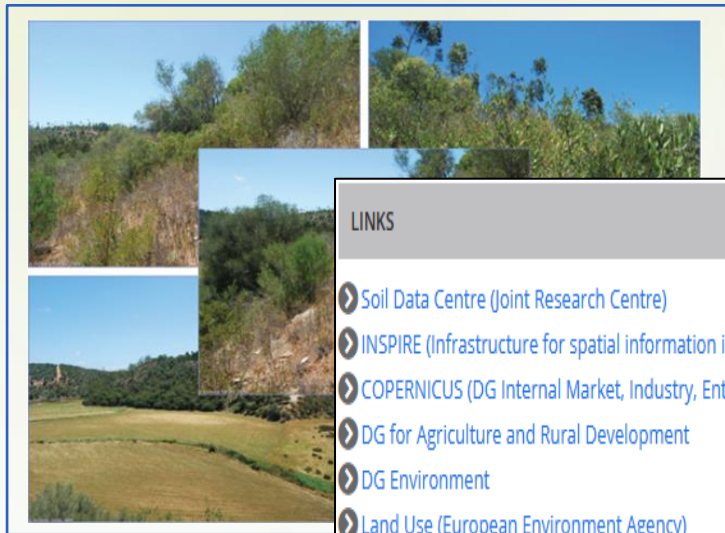 LINKS
Soil Data Centre (Joint Research Centre)
INSPIRE (Infrastructure for spatial information i
COPERNICUS (DG Internal Market, Industry, Ent
DG for Agriculture and Rural Development
DG Environment
Land Use (European Environment Agency)